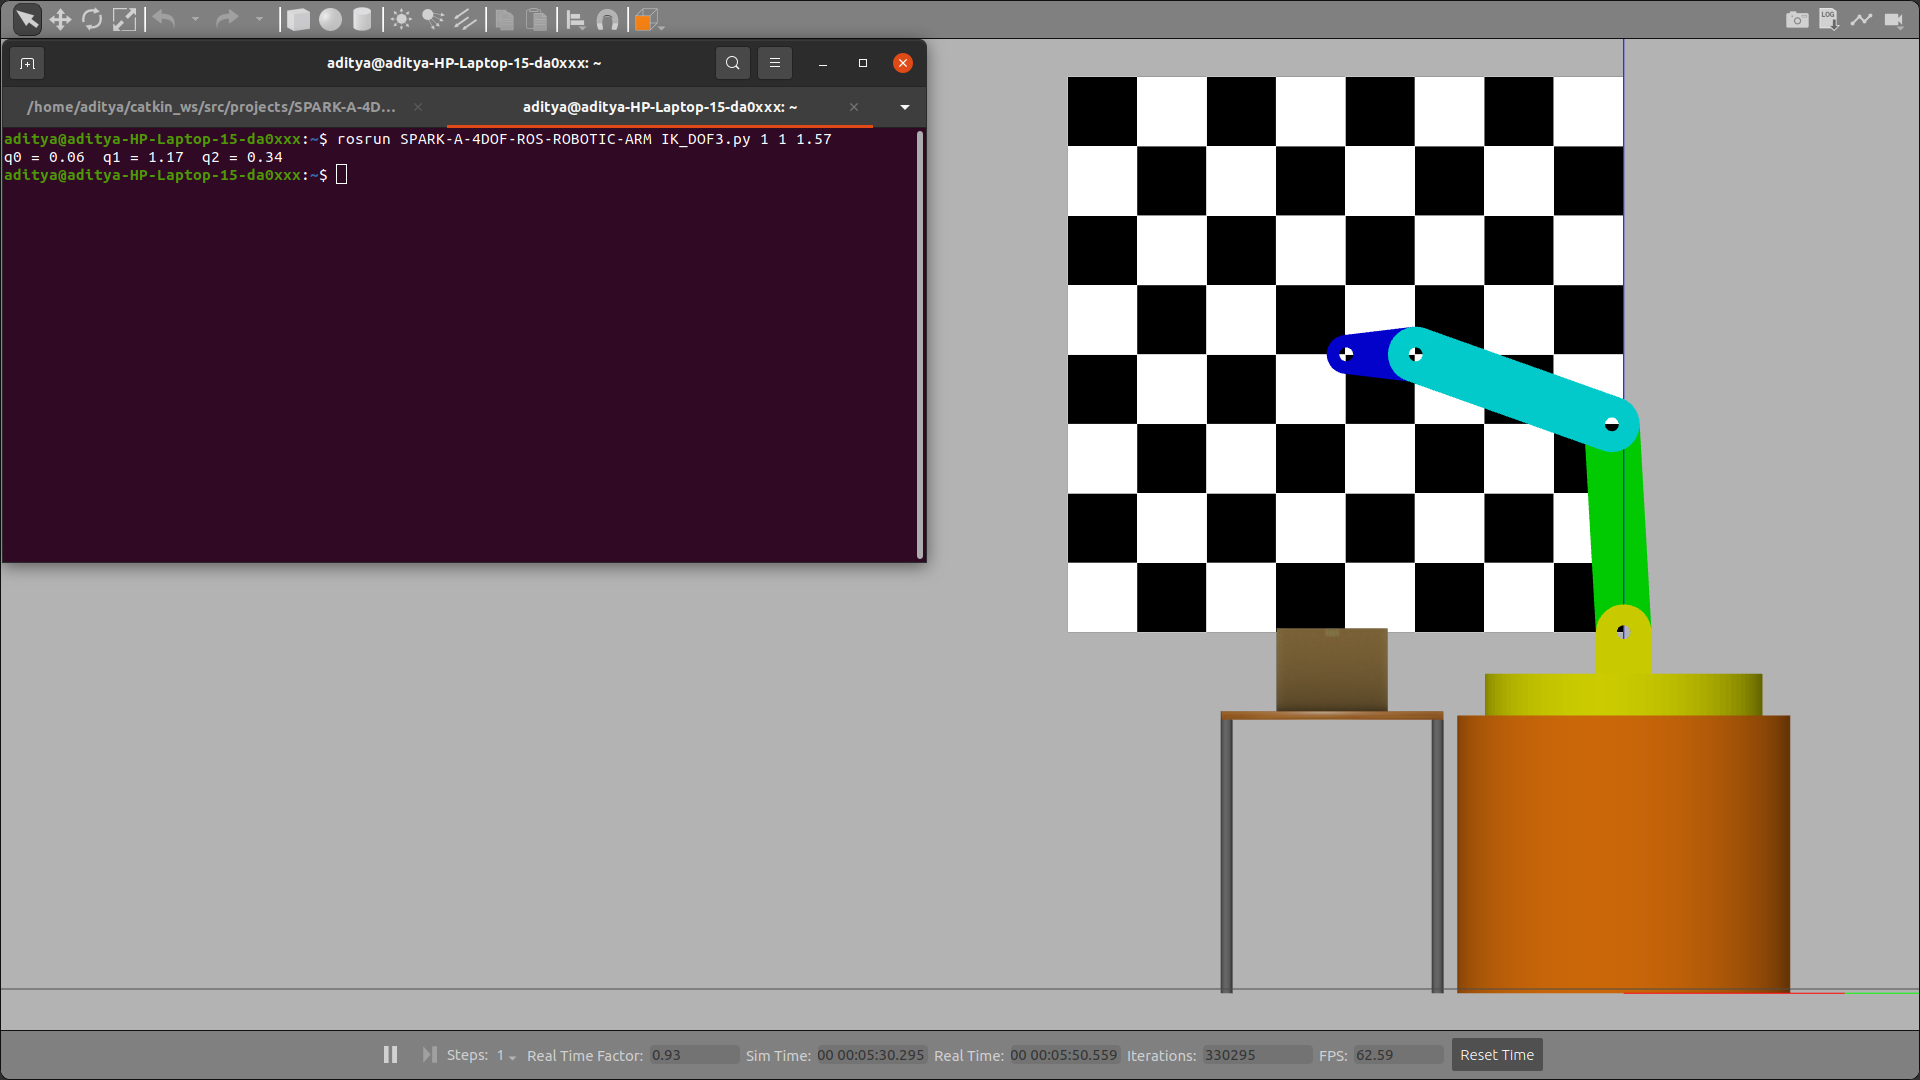 LOG
aditya@aditya-HP-Laptop-15-da0xxx: ~
/home/aditya/catkin_ws/src/projects/SPARK-A-4D...
aditya@aditya-HP-Laptop-15-da0xxx: ~
aditya@aditya-HP-Laptop-15-da0xxx:~$ rosrun SPARK-A-4DOF-ROS-ROBOTIC-ARM IK_DOF3.py 1 1 1.57
q0 = 0.06  q1 = 1.17  q2 = 0.34
aditya@aditya-HP-Laptop-15-da0xxx:~$
Steps: 1 Real Time Factor: 0.93 Sim Time: 00 00:05:30.295 Real Time: 00 00:05:50.559 Iterations: 330295 FPS: 62.59 Reset Time